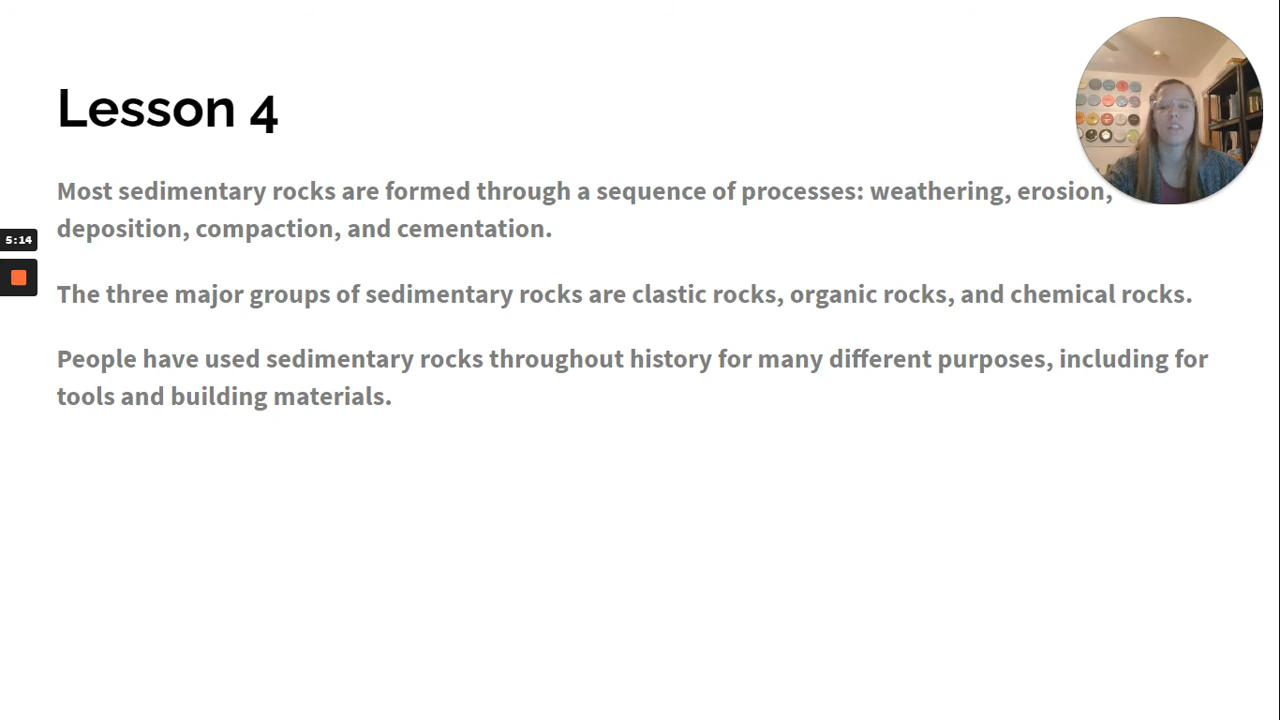 Lesson 4
Most sedimentary rocks are formed through a sequence of processes: weathering, erosion,
deposition, compaction, and cementation.
5:14
The three major groups of sedimentary rocks are clastic rocks, organic rocks, and chemical rocks.
People have used sedimentary rocks throughout history for many different purposes, including for
tools and building materials.